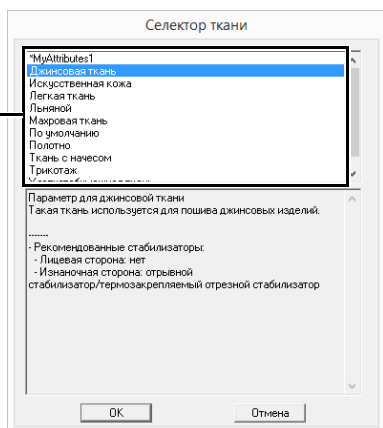 Селектор ткани
*MyAttributes1
Джинсовая ткань
Искусственная кожа
Легкая ткань
Льняной
Махровая ткань
По умолчанию
Полотно
Ткань с начесом
Трикотаж
Параметр для джинсовой ткани
Такая ткань используется для пошива джинсовых изделий.
-------
- Рекомендованные стабилизаторы:
- Лицевая сторона: нет
- Изнаночная сторона: отрывной
стабилизатор/термозакрепляемый отрезной стабилизатор
OK
Отмена